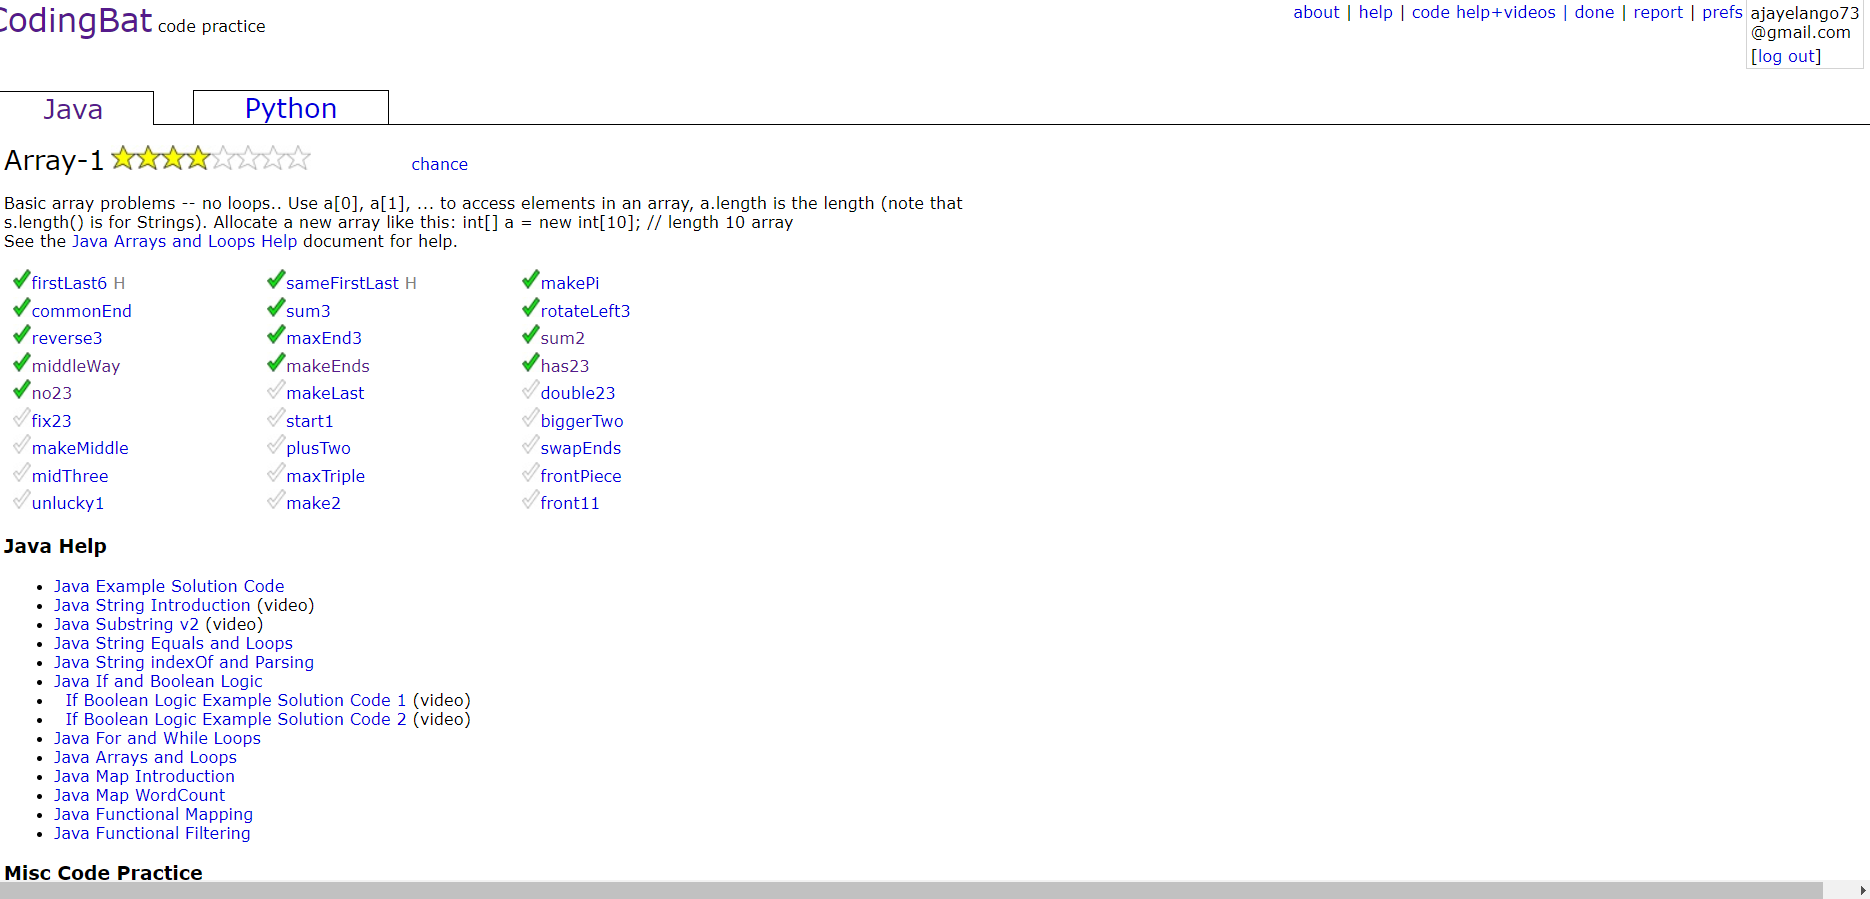 CodingBat code practice
about | help | code help+videos | done | report | prefs
ajayelango73
@gmail.com
[log out]
Java
Python
Array-1
chance
Basic array problems -- no loops.. Use a[0], a[1], ... to access elements in an array, a.length is the length (note that
s.length() is for Strings). Allocate a new array like this: int[] a = new int[10]; // length 10 array
See the Java Arrays and Loops Help document for help.
firstLast6 H sameFirstLast H makePi
commonEnd sum3 rotateLeft3
reverse3 maxEnd3 sum2
middleWay makeEnds has23
no23 makeLast double23
fix23 start1 biggerTwo
makeMiddle plusTwo swapEnds
midThree maxTriple frontPiece
unlucky1 make2 front11
Java Help
Java Example Solution Code
Java String Introduction (video)
Java Substring v2 (video)
Java String Equals and Loops
Java String indexOf and Parsing
Java If and Boolean Logic
If Boolean Logic Example Solution Code 1 (video)
If Boolean Logic Example Solution Code 2 (video)
Java For and While Loops
Java Arrays and Loops
Java Map Introduction
Java Map WordCount
Java Functional Mapping
Java Functional Filtering
Misc Code Practice